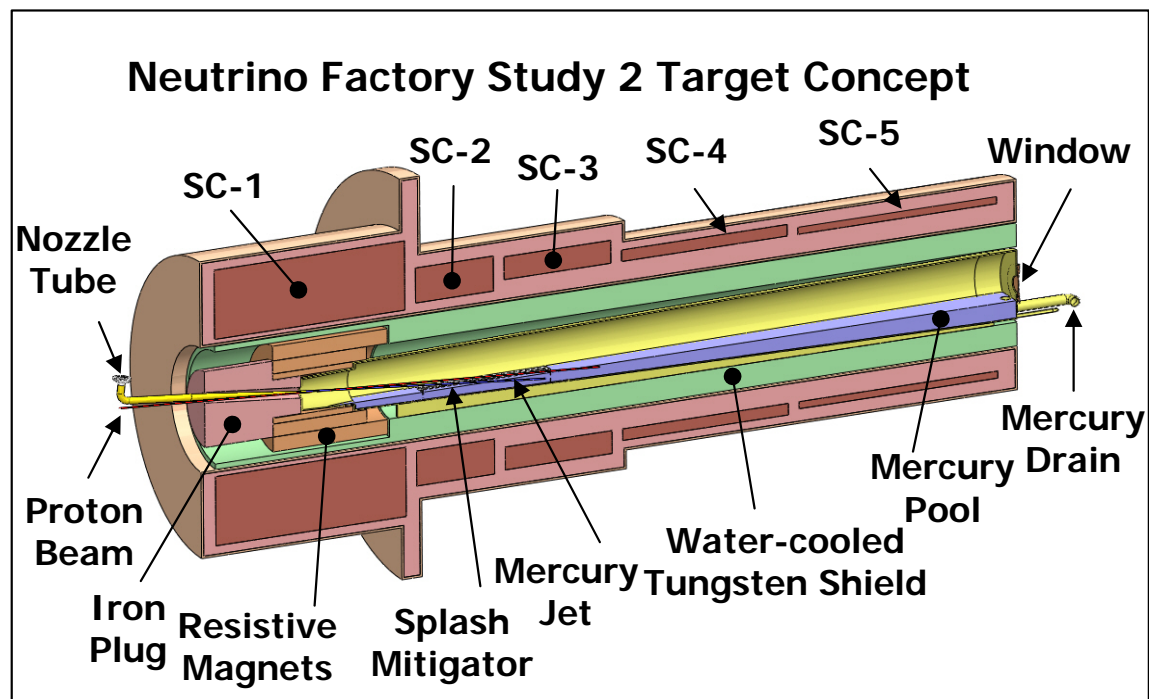 Neutrino Factory Study 2 Target Concept
SC-1
SC-2
SC-3
SC-4
SC-5
Window
Nozzle
Tube
Proton
Beam
Iron
Plug
Resistive
Magnets
Splash
Mitigator
Mercury
Jet
Water-cooled
Tungsten Shield
Mercury
Pool
Mercury
Drain